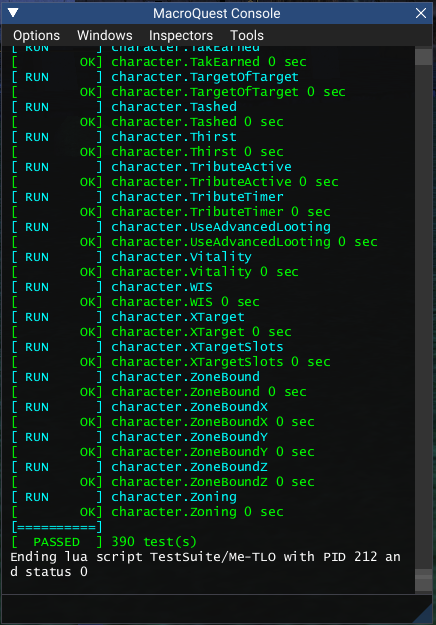 MacroQuest Console
Options Windows Inspectors Tools
[ RUN      ] character.TakEarned
[       OK] character.TakEarned 0 sec
[ RUN      ] character.TargetOfTarget
[       OK] character.TargetOfTarget 0 sec
[ RUN      ] character.Tashed
[       OK] character.Tashed 0 sec
[ RUN      ] character.Thirst
[       OK] character.Thirst 0 sec
[ RUN      ] character.TributeActive
[       OK] character.TributeActive 0 sec
[ RUN      ] character.TributeTimer
[       OK] character.TributeTimer 0 sec
[ RUN      ] character.UseAdvancedLooting
[       OK] character.UseAdvancedLooting 0 sec
[ RUN      ] character.Vitality
[       OK] character.Vitality 0 sec
[ RUN      ] character.WIS
[       OK] character.WIS 0 sec
[ RUN      ] character.XTarget
[       OK] character.XTarget 0 sec
[ RUN      ] character.XTargetSlots
[       OK] character.XTargetSlots 0 sec
[ RUN      ] character.ZoneBound
[       OK] character.ZoneBound 0 sec
[ RUN      ] character.ZoneBoundX
[       OK] character.ZoneBoundX 0 sec
[ RUN      ] character.ZoneBoundY
[       OK] character.ZoneBoundY 0 sec
[ RUN      ] character.ZoneBoundZ
[       OK] character.ZoneBoundZ 0 sec
[ RUN      ] character.Zoning
[       OK] character.Zoning 0 sec
[==========]
[  PASSED  ] 390 test(s)
Ending lua script TestSuite/Me-TLO with PID 212 an
d status 0